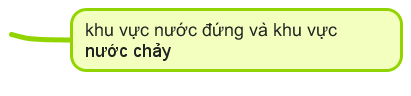 khu vực nước đứng và khu vực
nước chảy